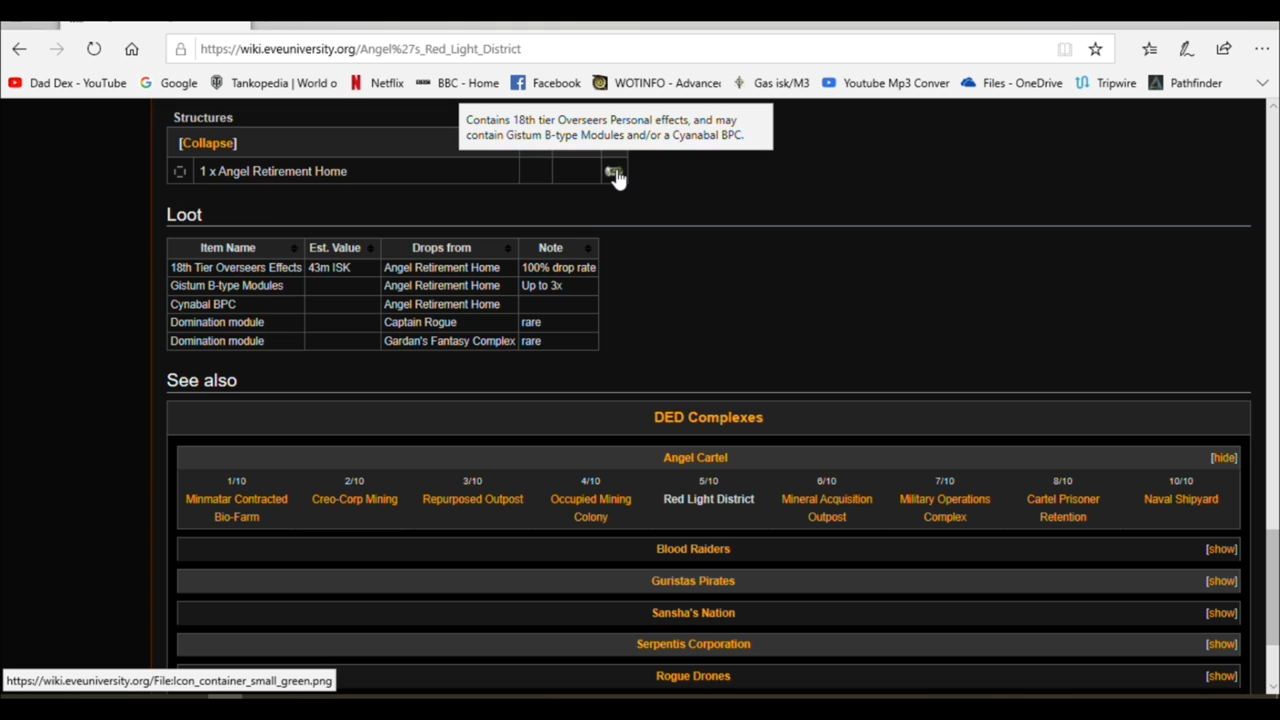 https://wiki.eveuniversity.org/Angel%27s_Red_Light_District
Dad Dex - YouTube Google Tankopedia | World o Netflix BBC - Home Facebook WOTINFO - Advancec Gas isk/M3 Youtube Mp3 Conver Files - OneDrive Tripwire Pathfinder
Structures
Contains 18th tier Overseers Personal effects, and may
contain Gistum B-type Modules and/or a Cyanabal BPC.
[Collapse]
1 x Angel Retirement Home
Loot
Item Name Est. Value Drops from Note
18th Tier Overseers Effects 43m ISK Angel Retirement Home 100% drop rate
Gistum B-type Modules Angel Retirement Home Up to 3x
Cynabal BPC Angel Retirement Home
Domination module Captain Rogue rare
Domination module Gardan's Fantasy Complex rare
See also
DED Complexes
Angel Cartel [hide]
1/10 2/10 3/10 4/10 5/10 6/10 7/10 8/10 10/10
Minmatar Contracted Creo-Corp Mining Repurposed Outpost Occupied Mining Red Light District Mineral Acquisition Military Operations Cartel Prisoner Naval Shipyard
Bio-Farm Colony Outpost Complex Retention
Blood Raiders [show]
Guristas Pirates [show]
Sansha's Nation [show]
Serpentis Corporation [show]
Rogue Drones [show]
https://wiki.eveuniversity.org/File:Icon_container_small_green.png